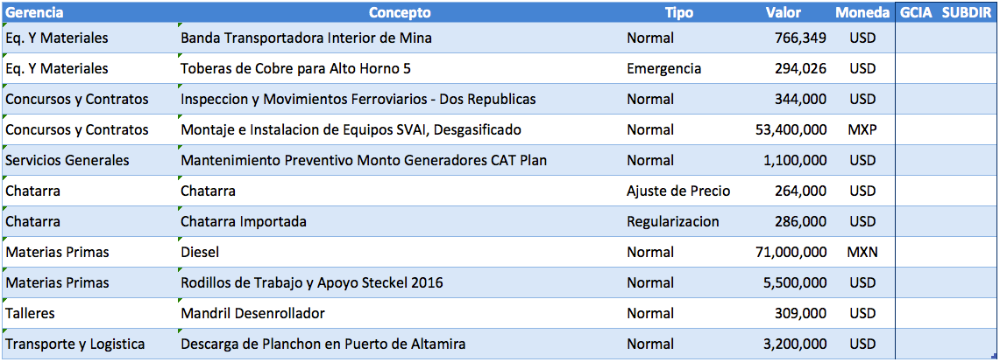 Gerencia Concepto Tipo Valor Moneda GCIA SUBDIR
Eq. Y Materiales Banda Transportadora Interior de Mina Normal 766,349 USD
Eq. Y Materiales Toberas de Cobre para Alto Horno 5 Emergencia 294,026 USD
Concursos y Contratos Inspeccion y Movimientos Ferroviarios - Dos Republicas Normal 344,000 USD
Concursos y Contratos Montaje e Instalacion de Equipos SVAI, Desgasificado Normal 53,400,000 MXP
Servicios Generales Mantenimiento Preventivo Monto Generadores CAT Plan Normal 1,100,000 USD
Chatarra Chatarra Ajuste de Precio 264,000 USD
Chatarra Chatarra Importada Regularizacion 286,000 USD
Materias Primas Diesel Normal 71,000,000 MXN
Materias Primas Rodillos de Trabajo y Apoyo Steckel 2016 Normal 5,500,000 USD
Talleres Mandril Desenrollador Normal 309,000 USD
Transporte y Logistica Descarga de Planchon en Puerto de Altamira Normal 3,200,000 USD